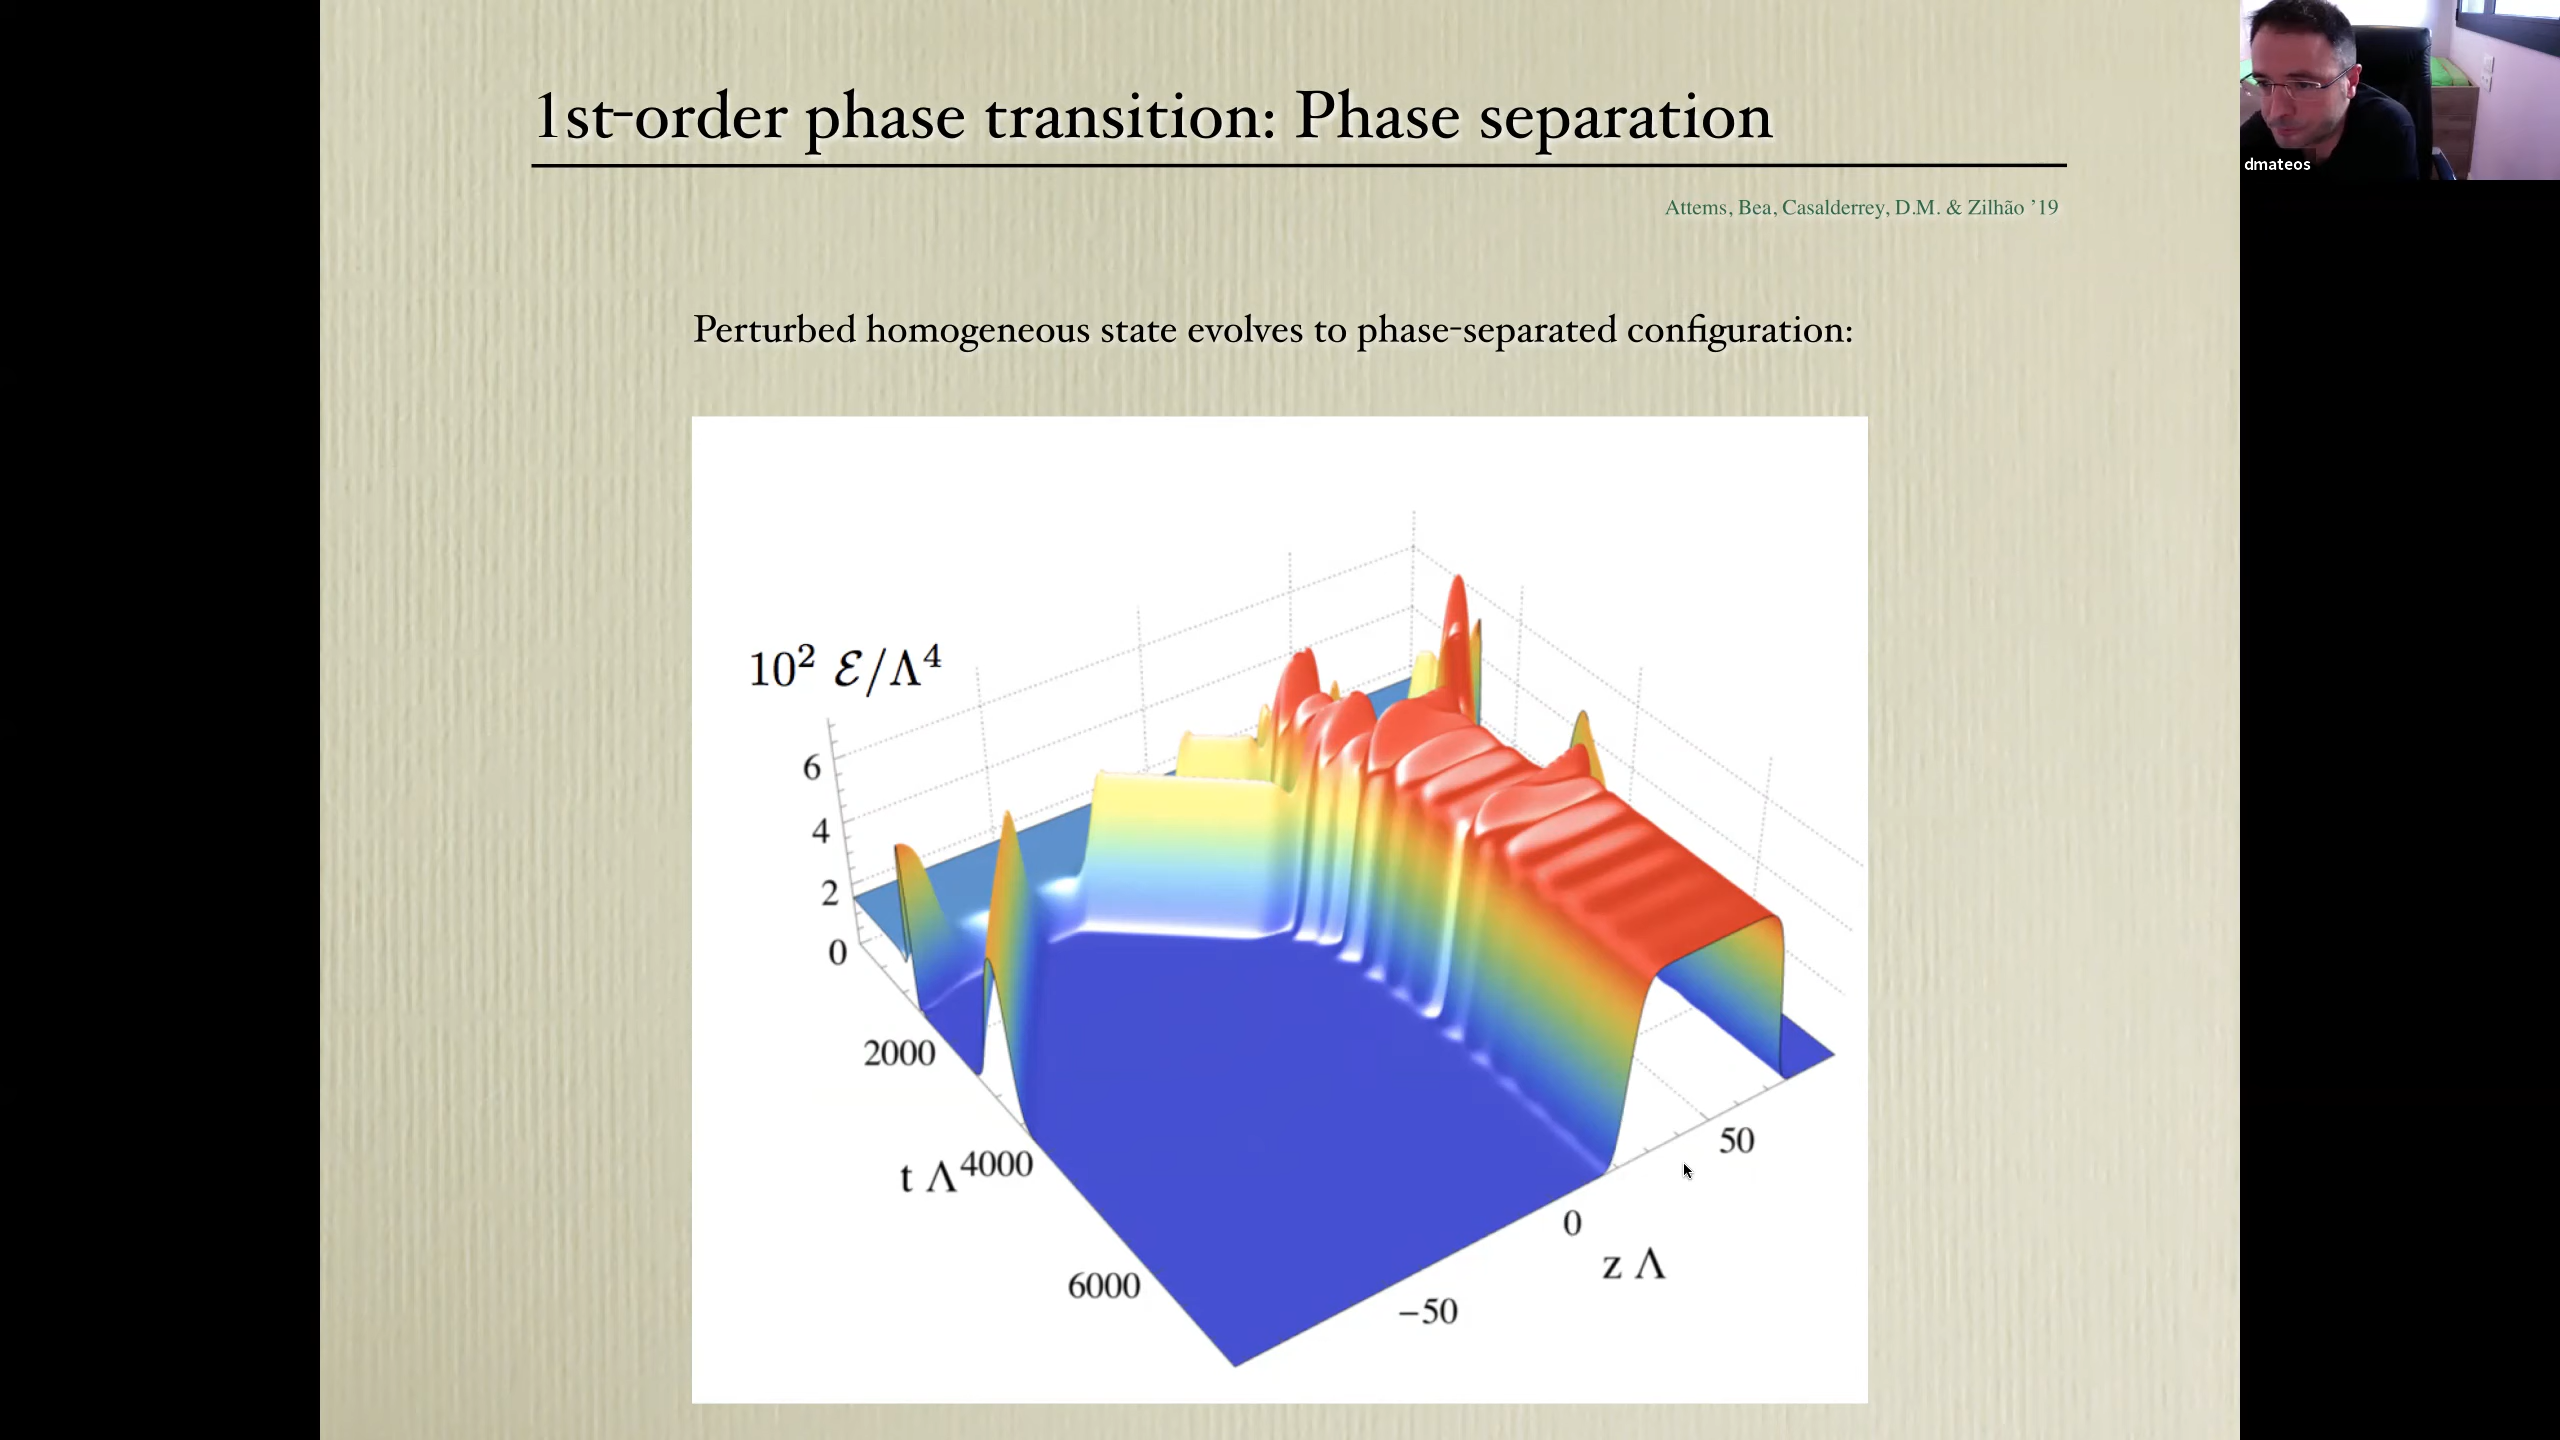 1st-order phase transition: Phase separation
dmateos
Attems, Bea, Casalderrey, D.M. & Zilhão ’19
Perturbed homogeneous state evolves to phase-separated configuration:
10² ℰ/Λ⁴
6
4
2
0
2000
t Λ
4000
6000
50
0
z Λ
−50